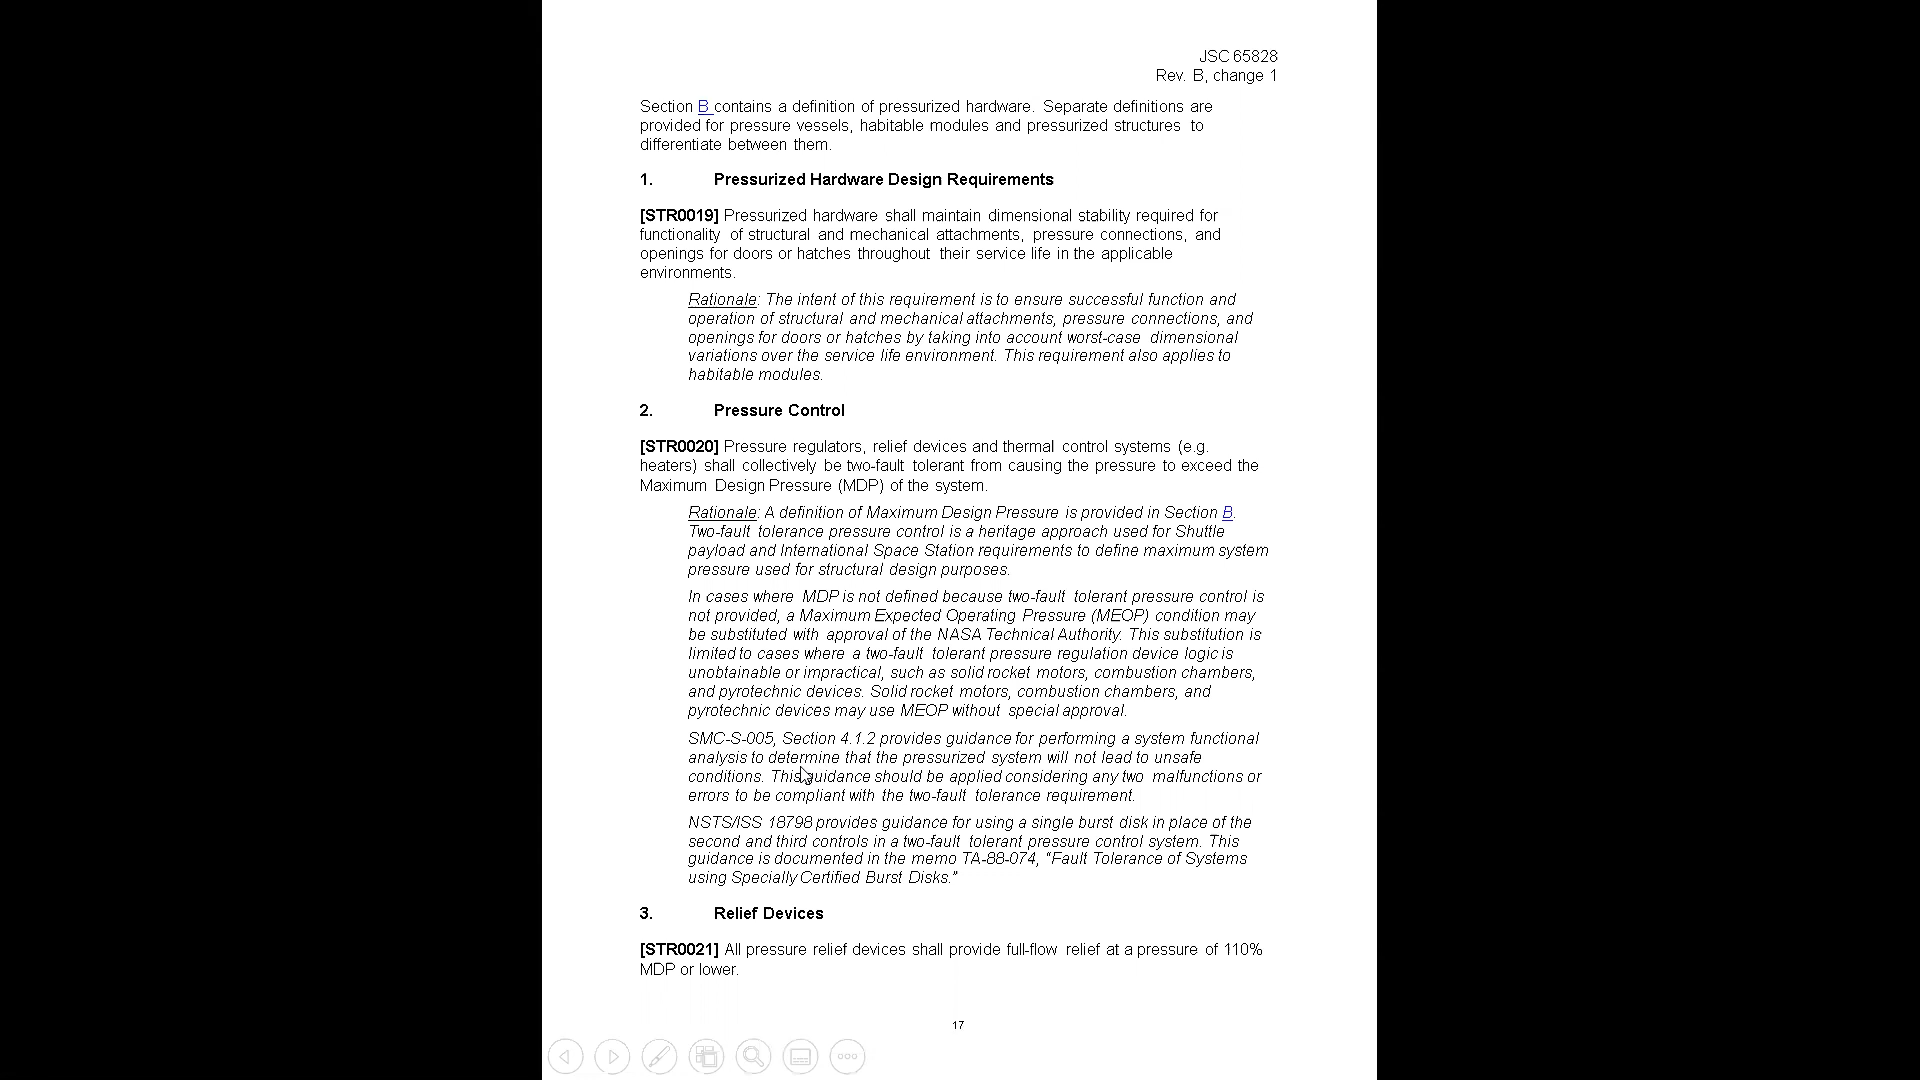 JSC 65828
Rev. B, change 1
Section B contains a definition of pressurized hardware. Separate definitions are
provided for pressure vessels, habitable modules and pressurized structures to
differentiate between them.
1. Pressurized Hardware Design Requirements
[STR0019] Pressurized hardware shall maintain dimensional stability required for
functionality of structural and mechanical attachments, pressure connections, and
openings for doors or hatches throughout their service life in the applicable
environments.
Rationale: The intent of this requirement is to ensure successful function and
operation of structural and mechanical attachments, pressure connections, and
openings for doors or hatches by taking into account worst-case dimensional
variations over the service life environment. This requirement also applies to
habitable modules.
2. Pressure Control
[STR0020] Pressure regulators, relief devices and thermal control systems (e.g.
heaters) shall collectively be two-fault tolerant from causing the pressure to exceed the
Maximum Design Pressure (MDP) of the system.
Rationale: A definition of Maximum Design Pressure is provided in Section B.
Two-fault tolerance pressure control is a heritage approach used for Shuttle
payload and International Space Station requirements to define maximum system
pressure used for structural design purposes.
In cases where MDP is not defined because two-fault tolerant pressure control is
not provided, a Maximum Expected Operating Pressure (MEOP) condition may
be substituted with approval of the NASA Technical Authority. This substitution is
limited to cases where a two-fault tolerant pressure regulation device logic is
unobtainable or impractical, such as solid rocket motors, combustion chambers,
and pyrotechnic devices. Solid rocket motors, combustion chambers, and
pyrotechnic devices may use MEOP without special approval.
SMC-S-005, Section 4.1.2 provides guidance for performing a system functional
analysis to determine that the pressurized system will not lead to unsafe
conditions. This guidance should be applied considering any two malfunctions or
errors to be compliant with the two-fault tolerance requirement.
NSTS/ISS 18798 provides guidance for using a single burst disk in place of the
second and third controls in a two-fault tolerant pressure control system. This
guidance is documented in the memo TA-88-074, “Fault Tolerance of Systems
using Specially Certified Burst Disks.”
3. Relief Devices
[STR0021] All pressure relief devices shall provide full-flow relief at a pressure of 110%
MDP or lower.
17